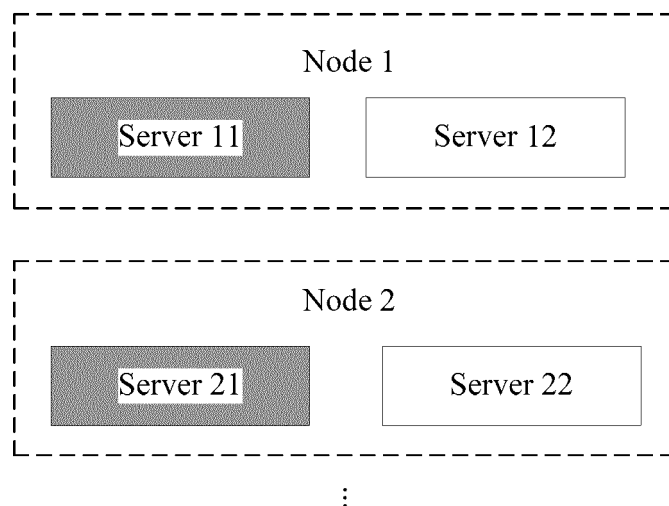 Node 1
Server 11 Server 12
Node 2
Server 21 Server 22
⋮